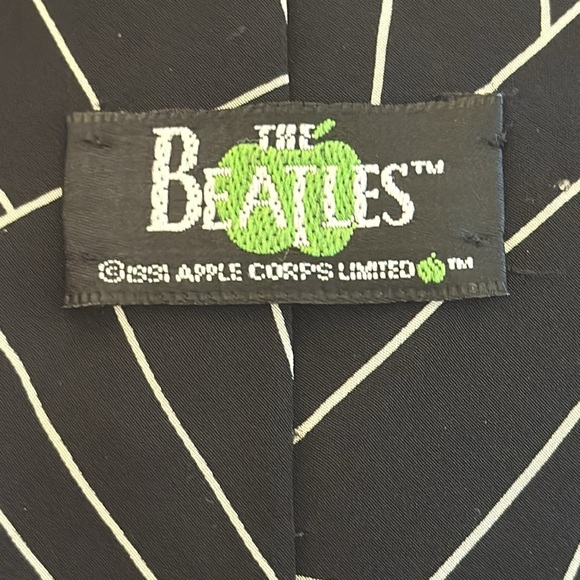 THE
BEATLES™
©1991 APPLE CORPS LIMITED ™